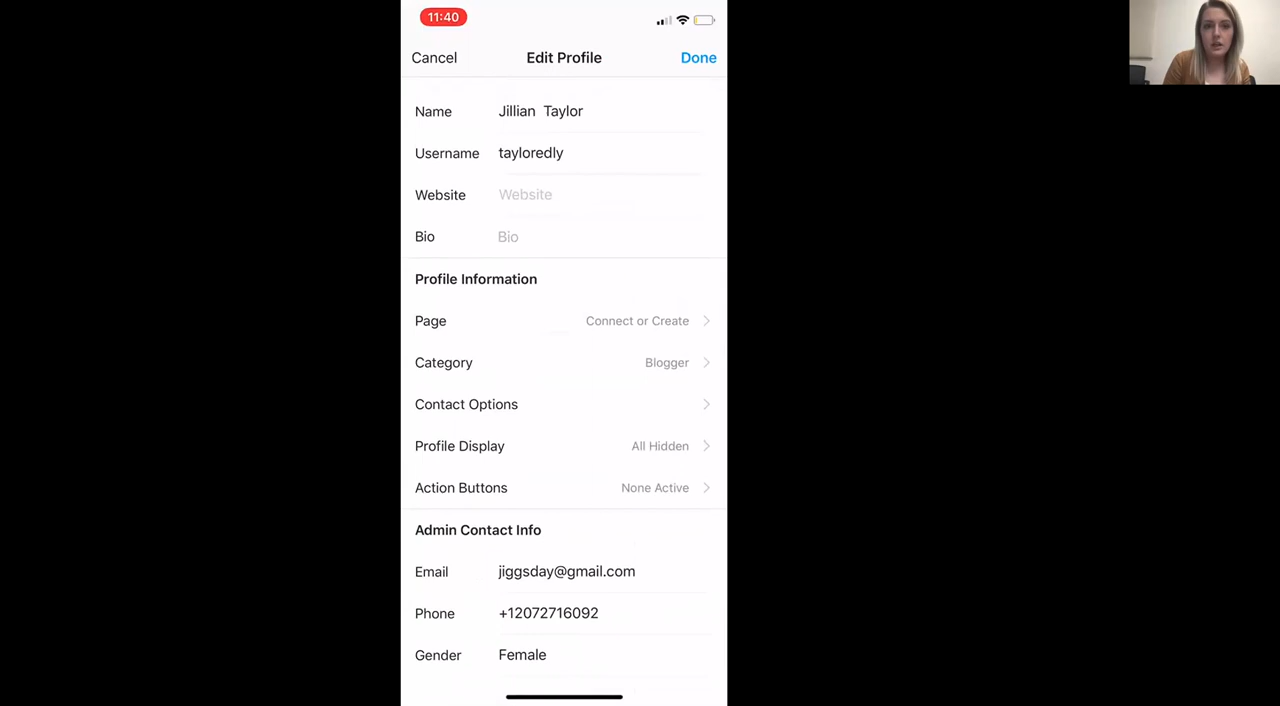 11:40
Cancel Edit Profile Done
Name Jillian  Taylor
Username tayloredly
Website Website
Bio Bio
Profile Information
Page Connect or Create
Category Blogger
Contact Options
Profile Display All Hidden
Action Buttons None Active
Admin Contact Info
Email jiggsday@gmail.com
Phone +12072716092
Gender Female